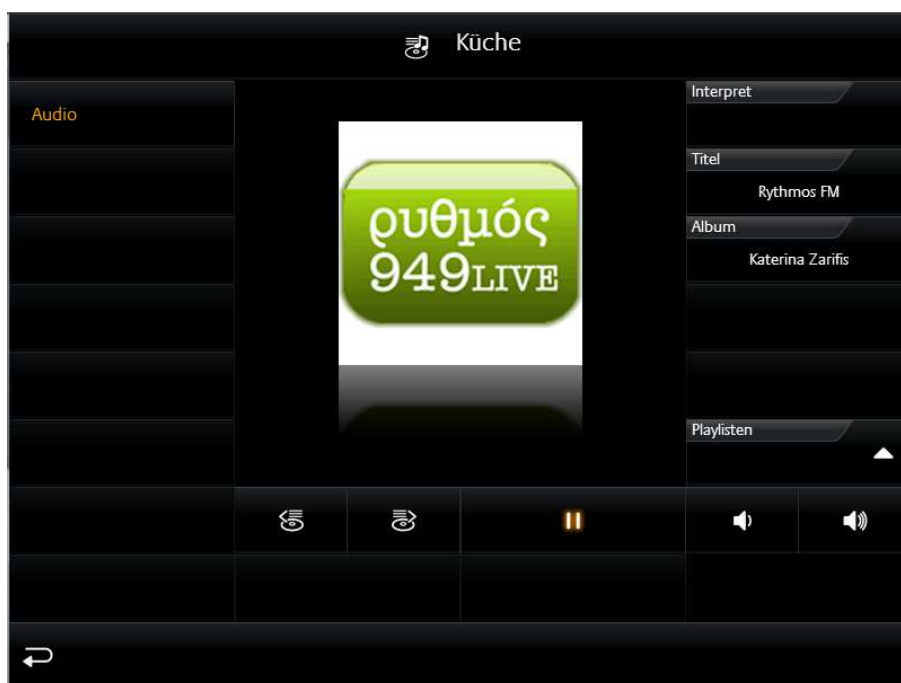 Küche
Audio
ρυθμός
949LIVE
Interpret
Titel
Rythmos FM
Album
Katerina Zarifis
Playlisten